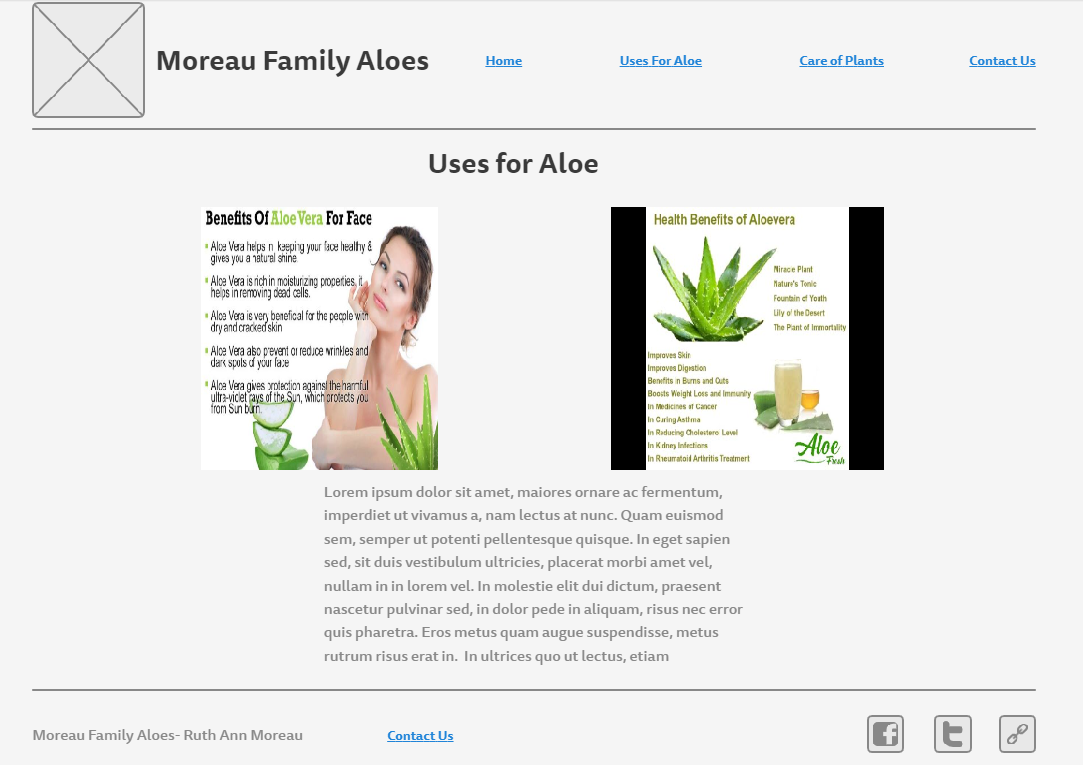 Moreau Family Aloes
Home
Uses For Aloe
Care of Plants
Contact Us
Uses for Aloe
Benefits Of Aloe Vera For Face
Aloe Vera helps in keeping your face healthy &
gives you a natural shine.
Aloe Vera is rich in moisturizing properties, it
helps in removing dead cells.
Aloe Vera is very beneficial for the people with
dry and cracked skin
Aloe Vera also prevent or reduce wrinkles and
dark spots of your face
Aloe Vera gives protection against the harmful
ultra-violet rays of the Sun, which protects you
from Sun burn.
Health Benefits of Aloevera
Miracle Plant
Nature's Tonic
Fountain of Youth
Lily of the Desert
The Plant of Immortality
Improves Skin
Improves Digestion
Benefits in Burns and Cuts
Boosts Weight Loss and Immunity
In Medicines of Cancer
In Curing Asthma
In Reducing Cholesterol Level
In Kidney Infections
In Rheumatoid Arthritis Treatment
Aloe
Fresh
Lorem ipsum dolor sit amet, maiores ornare ac fermentum,
imperdiet ut vivamus a, nam lectus at nunc. Quam euismod
sem, semper ut potenti pellentesque quisque. In eget sapien
sed, sit duis vestibulum ultricies, placerat morbi amet vel,
nullam in in lorem vel. In molestie elit dui dictum, praesent
nascetur pulvinar sed, in dolor pede in aliquam, risus nec error
quis pharetra. Eros metus quam augue suspendisse, metus
rutrum risus erat in. In ultrices quo ut lectus, etiam
Moreau Family Aloes- Ruth Ann Moreau
Contact Us